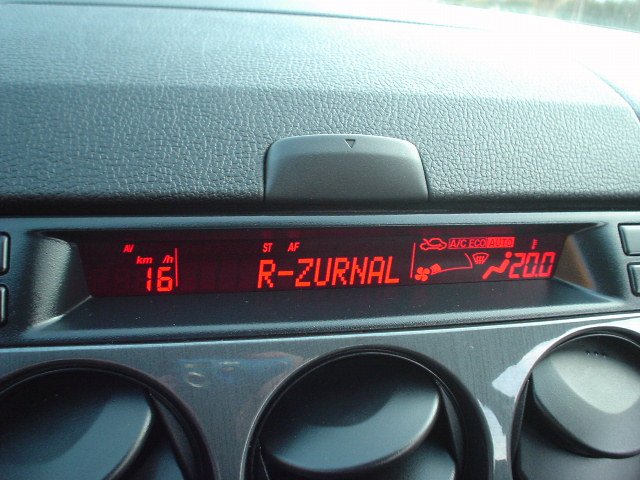 AV ST AF A/C ECO AUTO
km/h
16 R-ZURNAL 20.0